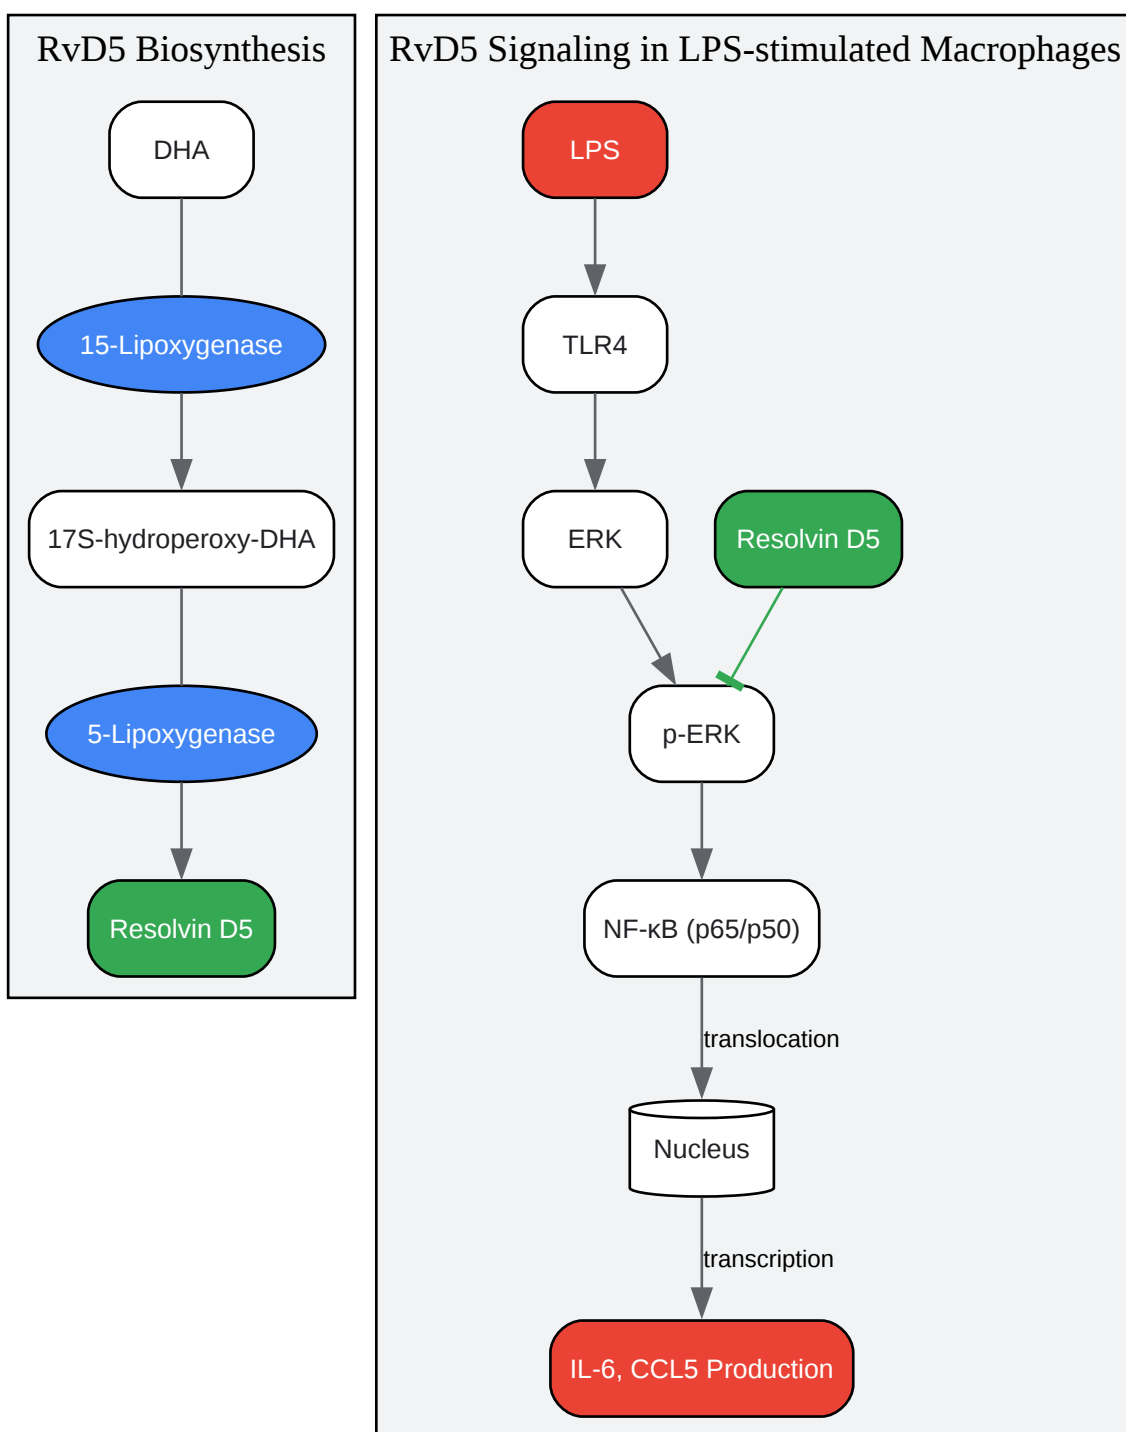 RvD5 Biosynthesis
DHA
15-Lipoxygenase
17S-hydroperoxy-DHA
5-Lipoxygenase
Resolvin D5
RvD5 Signaling in LPS-stimulated Macrophages
LPS
TLR4
ERK
Resolvin D5
p-ERK
NF-κB (p65/p50)
translocation
Nucleus
transcription
IL-6, CCL5 Production